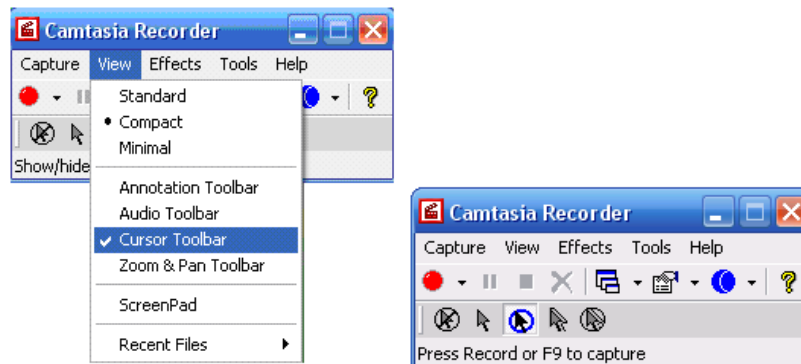 Camtasia Recorder
Capture View Effects Tools Help
Standard
Compact
Minimal
Show/hide
Annotation Toolbar
Audio Toolbar
Cursor Toolbar
Zoom & Pan Toolbar
ScreenPad
Recent Files
Camtasia Recorder
Capture View Effects Tools Help
Press Record or F9 to capture